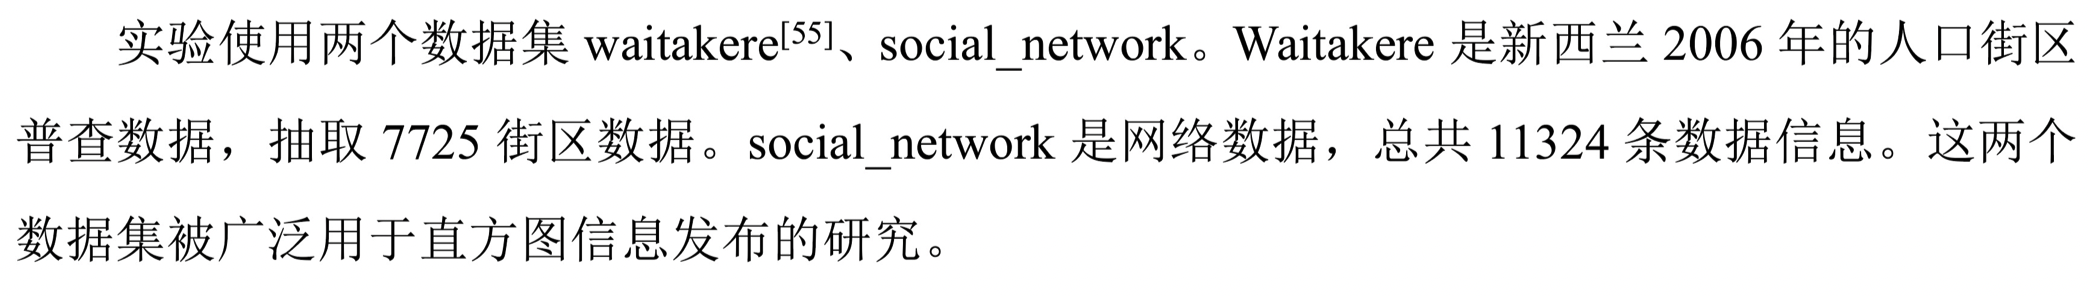 实验使用两个数据集 waitakere[55]、social_network。Waitakere 是新西兰 2006 年的人口街区
普查数据，抽取 7725 街区数据。social_network 是网络数据，总共 11324 条数据信息。这两个
数据集被广泛用于直方图信息发布的研究。